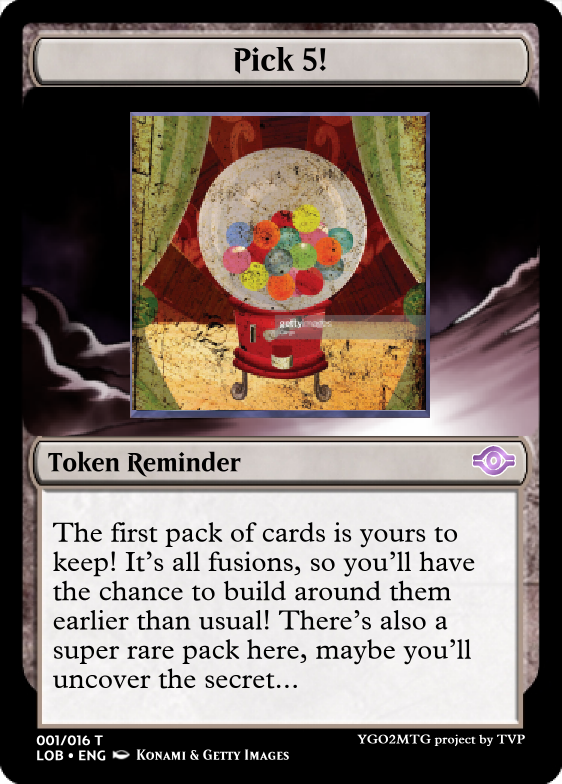 Pick 5!
gettyimages
Token Reminder
The first pack of cards is yours to
keep! It's all fusions, so you'll have
the chance to build around them
earlier than usual! There's also a
super rare pack here, maybe you'll
uncover the secret...
001/016 T
YGO2MTG project by TVP
LOB • ENG Konami & Getty Images